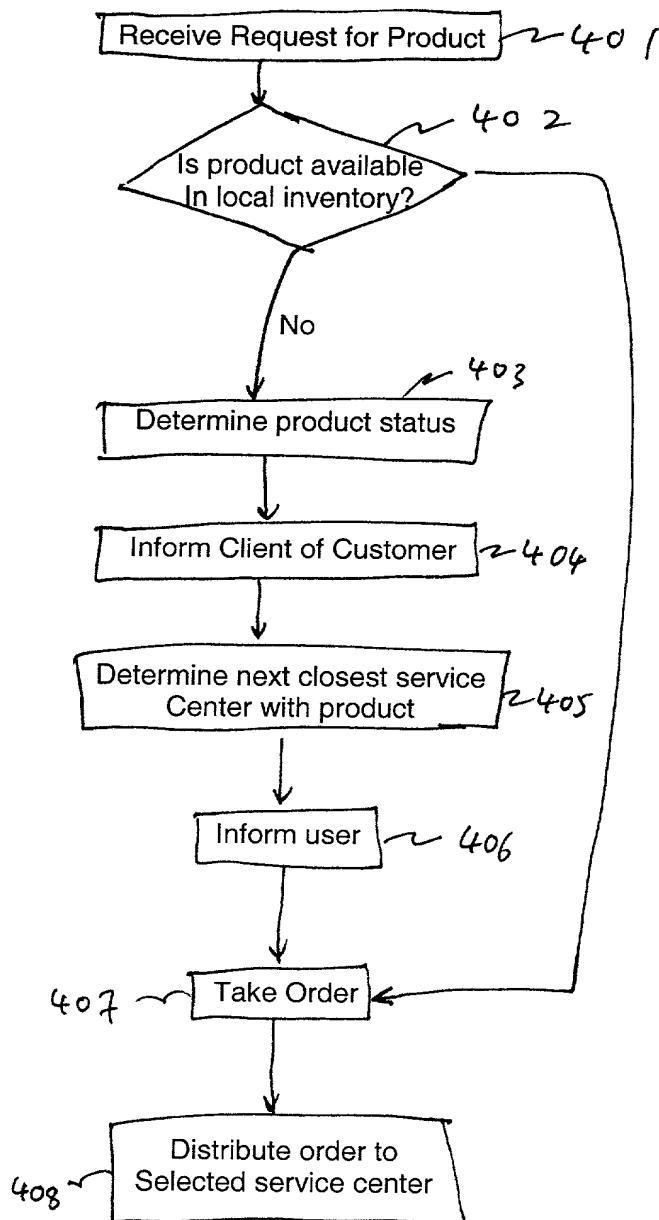 Receive Request for Product 401
402
Is product available
In local inventory?
No
403
Determine product status
Inform Client of Customer 404
Determine next closest service
Center with product 405
Inform user 406
407 Take Order
Distribute order to
408 Selected service center